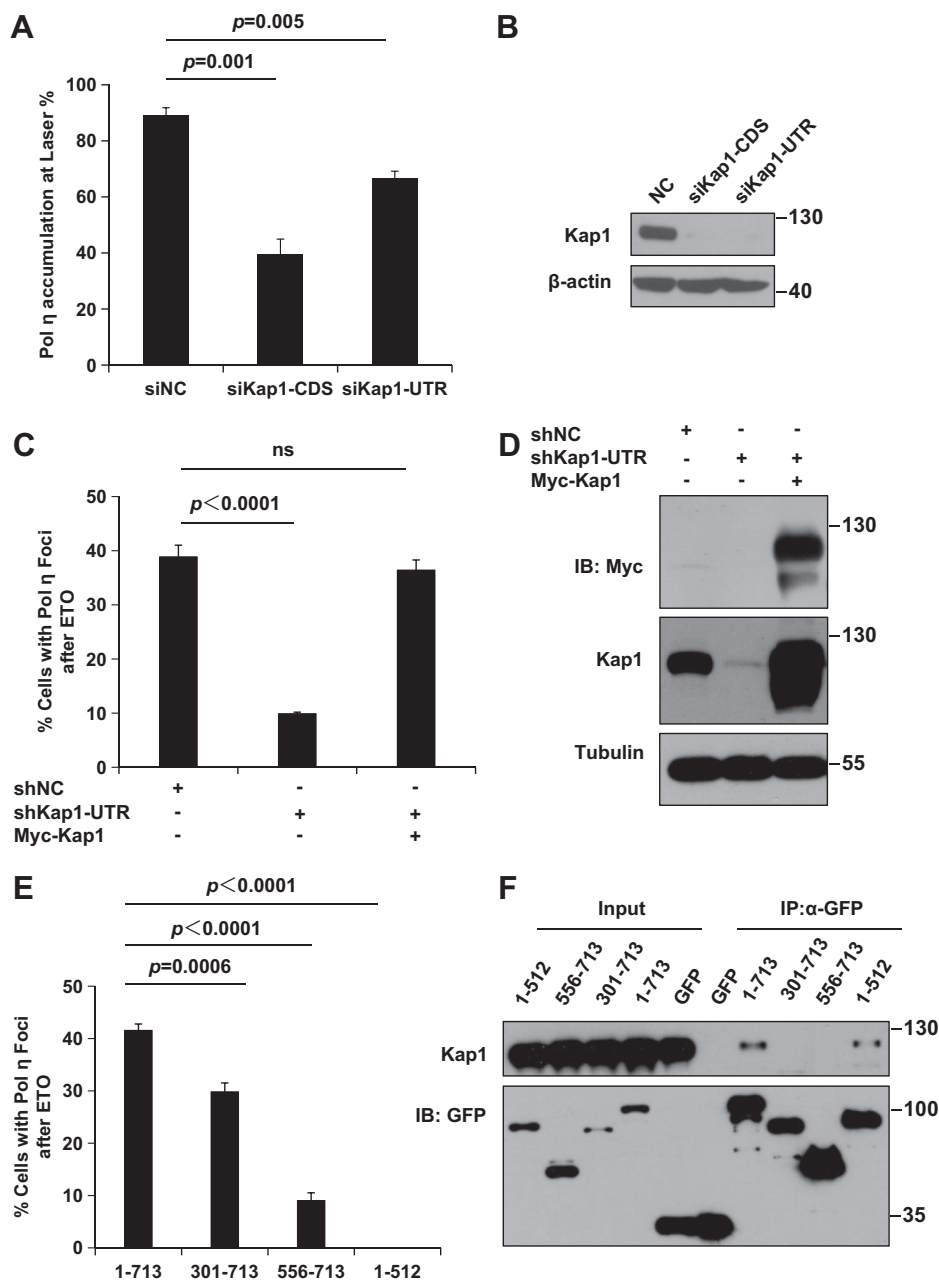 A
p=0.005
p=0.001
Pol η accumulation at Laser %
100
80
60
40
20
0
siNC siKap1-CDS siKap1-UTR
B
NC siKap1-CDS siKap1-UTR
Kap1
130
β-actin
40
C
ns
p<0.0001
% Cells with Pol η Foci
after ETO
50
40
30
20
10
0
shNC + - -
shKap1-UTR - + +
Myc-Kap1 - - +
D
shNC + - -
shKap1-UTR - + +
Myc-Kap1 - - +
IB: Myc
130
Kap1
130
Tubulin
55
E
p<0.0001
p<0.0001
p=0.0006
% Cells with Pol η Foci
after ETO
50
40
30
20
10
0
1-713 301-713 556-713 1-512
F
Input IP:α-GFP
1-512 556-713 301-713 1-713 GFP GFP 1-713 301-713 556-713 1-512
Kap1
130
IB: GFP
100
35